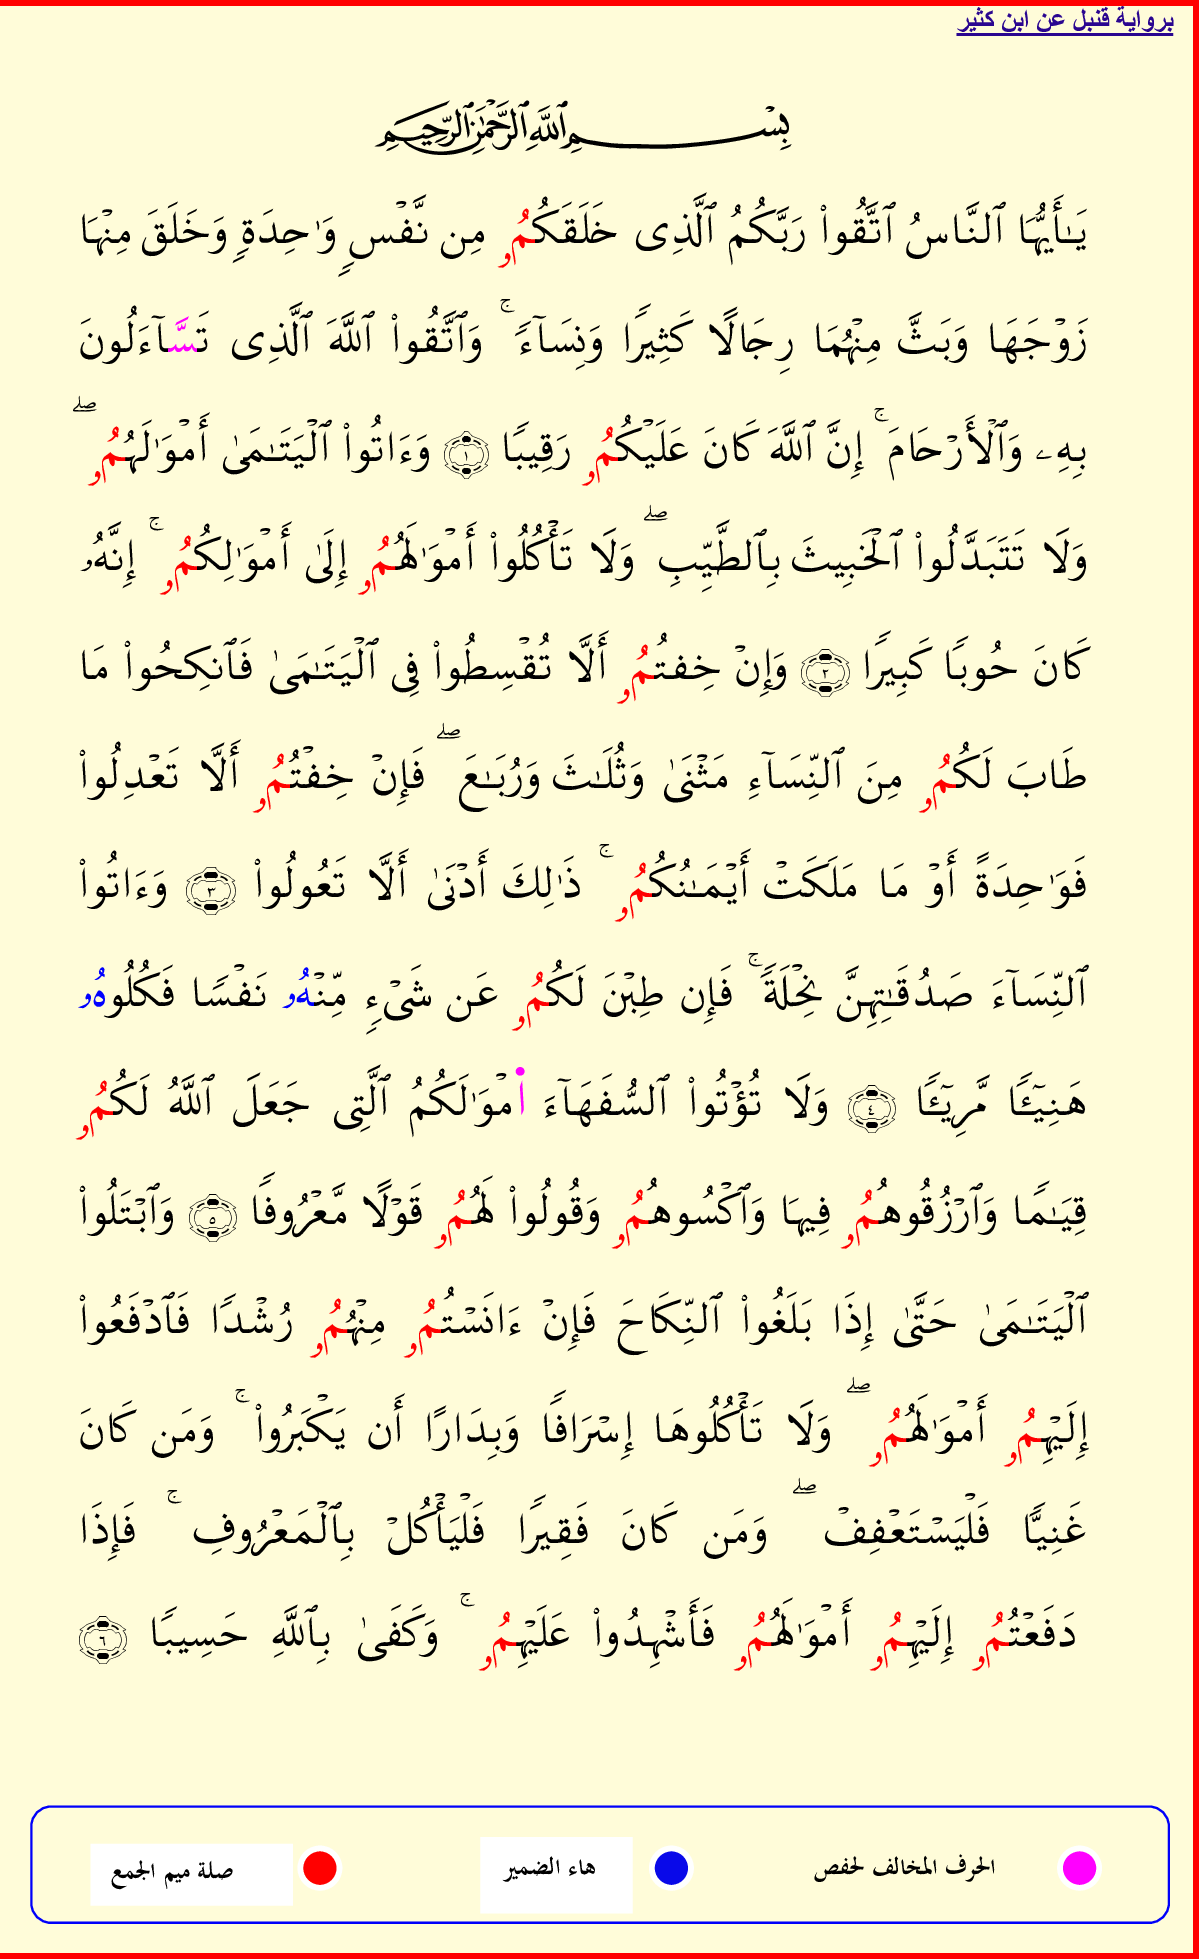 برواية قنبل عن ابن كثير
بِسۡمِ ٱللَّهِ ٱلرَّحۡمَٰنِ ٱلرَّحِيمِ
يَـٰٓأَيُّهَا ٱلنَّاسُ ٱتَّقُواْ رَبَّكُمُ ٱلَّذِى خَلَقَكُمُۥ مِن نَّفۡسٖ وَٰحِدَةٖ وَخَلَقَ مِنۡهَا
زَوۡجَهَا وَبَثَّ مِنۡهُمَا رِجَالٗا كَثِيرٗا وَنِسَآءٗۚ وَٱتَّقُواْ ٱللَّهَ ٱلَّذِى تَسَّآءَلُونَ
بِهِۦ وَٱلۡأَرۡحَامَۚ إِنَّ ٱللَّهَ كَانَ عَلَيۡكُمُۥ رَقِيبٗا ١ وَءَاتُواْ ٱلۡيَتَـٰمَىٰ أَمۡوَٰلَهُمُۥۖ
وَلَا تَتَبَدَّلُواْ ٱلۡخَبِيثَ بِٱلطَّيِّبِۖ وَلَا تَأۡكُلُواْ أَمۡوَٰلَهُمُۥ إِلَىٰ أَمۡوَٰلِكُمُۥۚ إِنَّهُۥ
كَانَ حُوبٗا كَبِيرٗا ٢ وَإِنۡ خِفتُمُۥ أَلَّا تُقۡسِطُواْ فِى ٱلۡيَتَـٰمَىٰ فَٱنكِحُواْ مَا
طَابَ لَكُمُۥ مِنَ ٱلنِّسَآءِ مَثۡنَىٰ وَثُلَـٰثَ وَرُبَـٰعَۖ فَإِنۡ خِفۡتُمُۥ أَلَّا تَعۡدِلُواْ
فَوَٰحِدَةً أَوۡ مَا مَلَكَتۡ أَيۡمَـٰنُكُمُۥۚ ذَٰلِكَ أَدۡنَىٰ أَلَّا تَعُولُواْ ٣ وَءَاتُواْ
ٱلنِّسَآءَ صَدُقَـٰتِهِنَّ نِحۡلَةٗۚ فَإِن طِبۡنَ لَكُمُۥ عَن شَىۡءٖ مِّنۡهُۥ نَفۡسٗا فَكُلُوهُۥ
هَنِيٓـٔٗا مَّرِيٓـٔٗا ٤ وَلَا تُؤۡتُواْ ٱلسُّفَهَآءَ اَ۬مۡوَٰلَكُمُ ٱلَّتِى جَعَلَ ٱللَّهُ لَكُمُۥ
قِيَـٰمٗا وَٱرۡزُقُوهُمُۥ فِيهَا وَٱكۡسُوهُمُۥ وَقُولُواْ لَهُمُۥ قَوۡلٗا مَّعۡرُوفٗا ٥ وَٱبۡتَلُواْ
ٱلۡيَتَـٰمَىٰ حَتَّىٰ إِذَا بَلَغُواْ ٱلنِّكَاحَ فَإِنۡ ءَانَسۡتُمُۥ مِنۡهُمُۥ رُشۡدٗا فَٱدۡفَعُواْ
إِلَيۡهِمُۥ أَمۡوَٰلَهُمُۥۖ وَلَا تَأۡكُلُوهَا إِسۡرَافٗا وَبِدَارًا أَن يَكۡبَرُواْۚ وَمَن كَانَ
غَنِيّٗا فَلۡيَسۡتَعۡفِفۡۖ وَمَن كَانَ فَقِيرٗا فَلۡيَأۡكُلۡ بِٱلۡمَعۡرُوفِۚ فَإِذَا
دَفَعۡتُمُۥ إِلَيۡهِمُۥ أَمۡوَٰلَهُمُۥ فَأَشۡهِدُواْ عَلَيۡهِمُۥۚ وَكَفَىٰ بِٱللَّهِ حَسِيبٗا ٦
الحرف المخالف لحفص
هاء الضمير
صلة ميم الجمع